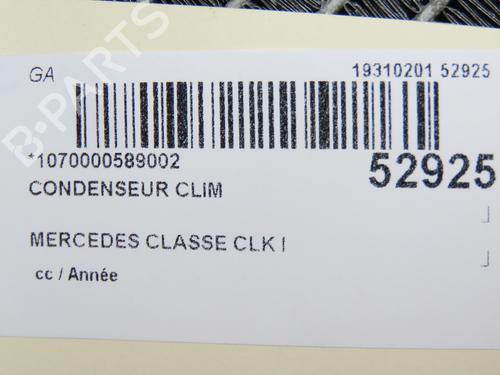 GA
19310201 52925
*1070000589002
52925
CONDENSEUR CLIM
MERCEDES CLASSE CLK I
cc / Année
B-PARTS